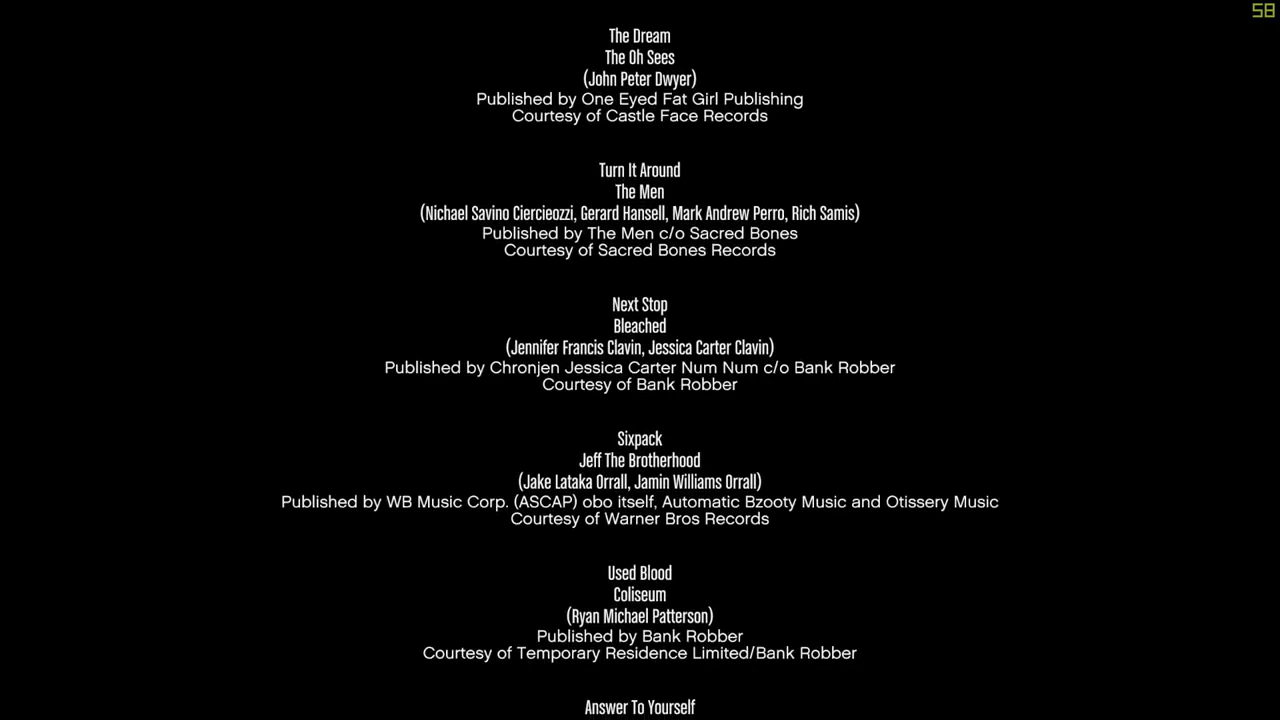 58
The Dream
The Oh Sees
(John Peter Dwyer)
Published by One Eyed Fat Girl Publishing
Courtesy of Castle Face Records
Turn It Around
The Men
(Nichael Savino Ciercieozzi, Gerard Hansell, Mark Andrew Perro, Rich Samis)
Published by The Men c/o Sacred Bones
Courtesy of Sacred Bones Records
Next Stop
Bleached
(Jennifer Francis Clavin, Jessica Carter Clavin)
Published by Chronjen Jessica Carter Num Num c/o Bank Robber
Courtesy of Bank Robber
Sixpack
Jeff The Brotherhood
(Jake Lataka Orrall, Jamin Williams Orrall)
Published by WB Music Corp. (ASCAP) obo itself, Automatic Bzooty Music and Otissery Music
Courtesy of Warner Bros Records
Used Blood
Coliseum
(Ryan Michael Patterson)
Published by Bank Robber
Courtesy of Temporary Residence Limited/Bank Robber
Answer To Yourself